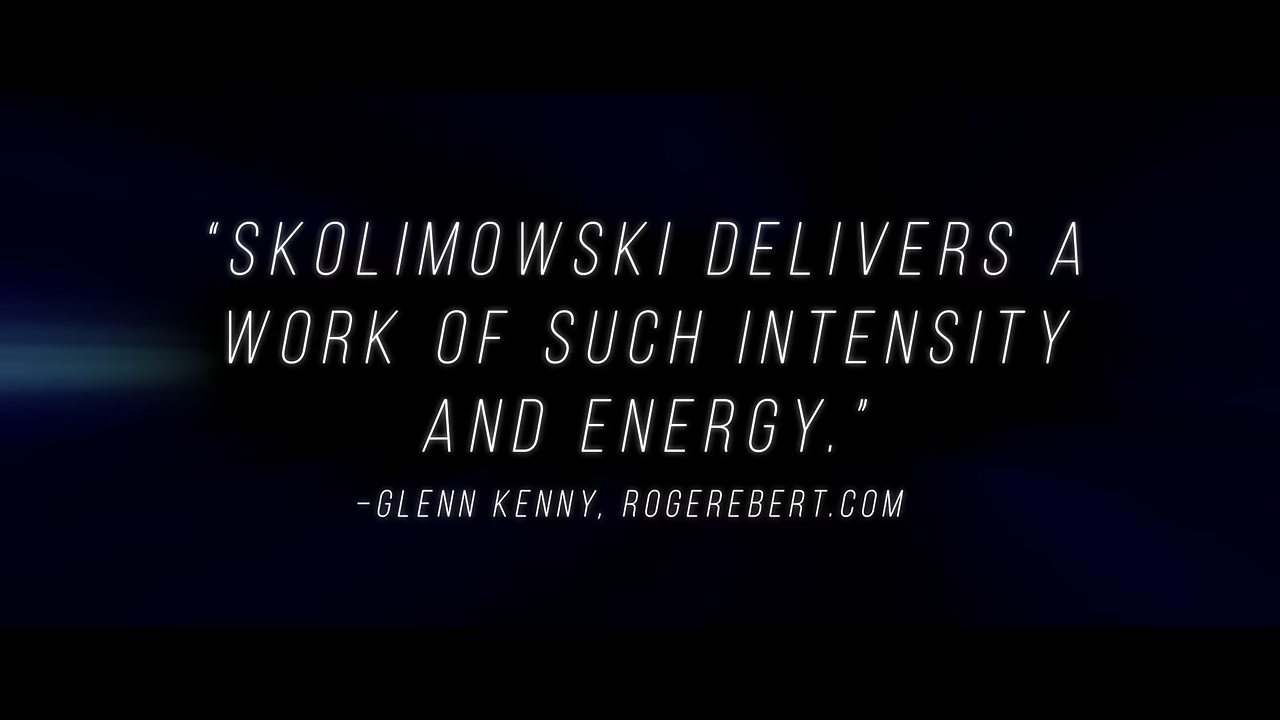 “SKOLIMOWSKI DELIVERS A
WORK OF SUCH INTENSITY
AND ENERGY.”
–GLENN KENNY, ROGEREBERT.COM